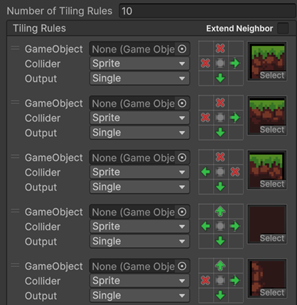 Number of Tiling Rules 10
Tiling Rules Extend Neighbor
GameObject None (Game Obje
Collider Sprite
Output Single
Select
GameObject None (Game Obje
Collider Sprite
Output Single
Select
GameObject None (Game Obje
Collider Sprite
Output Single
Select
GameObject None (Game Obje
Collider Sprite
Output Single
Select
GameObject None (Game Obje
Collider Sprite
Output Single
Select